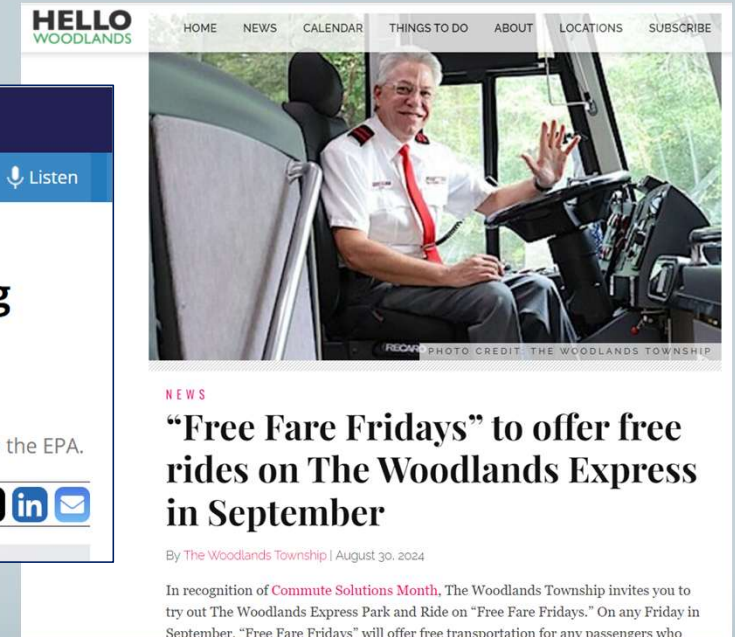 HELLO
WOODLANDS
HOME NEWS CALENDAR THINGS TO DO ABOUT LOCATIONS SUBSCRIBE
Listen
g
the EPA.
in
RECARO
PHOTO CREDIT: THE WOODLANDS TOWNSHIP
NEWS
“Free Fare Fridays” to offer free
rides on The Woodlands Express
in September
By The Woodlands Township | August 30, 2024
In recognition of Commute Solutions Month, The Woodlands Township invites you to
try out The Woodlands Express Park and Ride on “Free Fare Fridays.” On any Friday in
September, “Free Fare Fridays” will offer free transportation for any passengers who